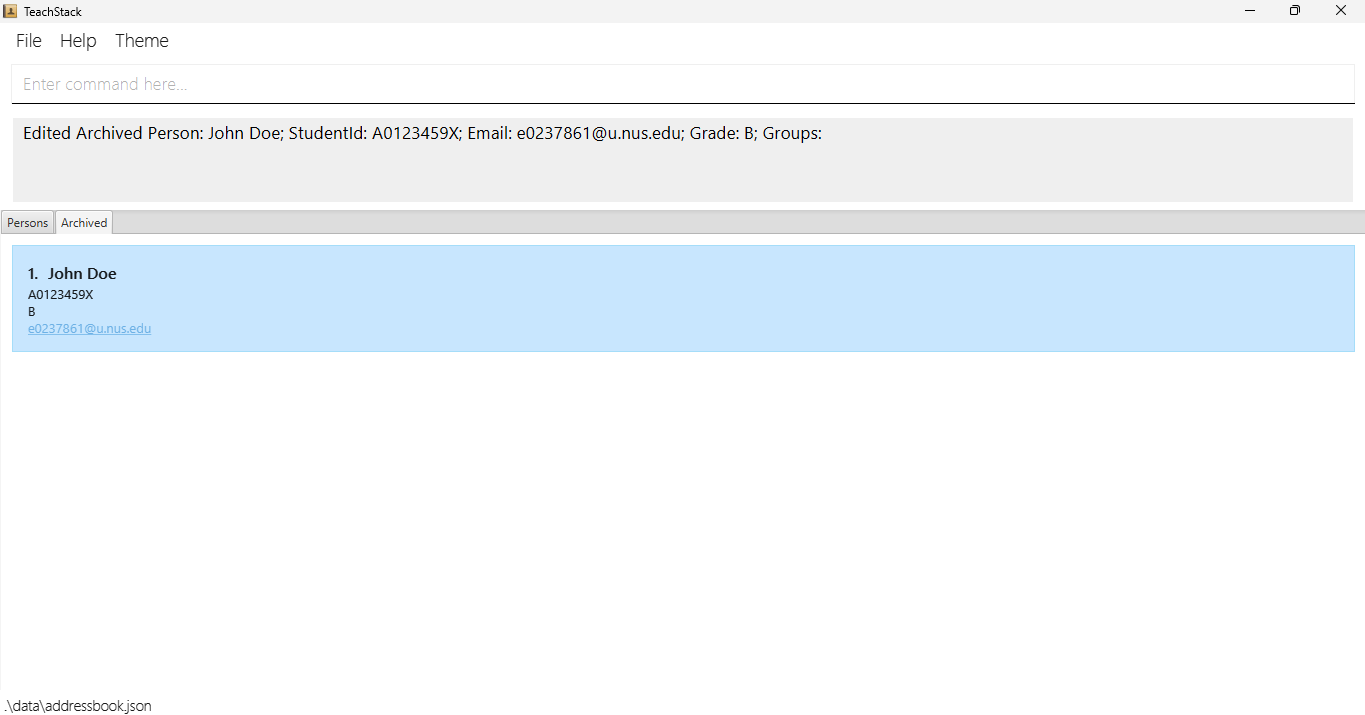 TeachStack
File Help Theme
Enter command here...
Edited Archived Person: John Doe; StudentId: A0123459X; Email: e0237861@u.nus.edu; Grade: B; Groups:
Persons Archived
1. John Doe
A0123459X
B
e0237861@u.nus.edu
.\data\addressbook.json